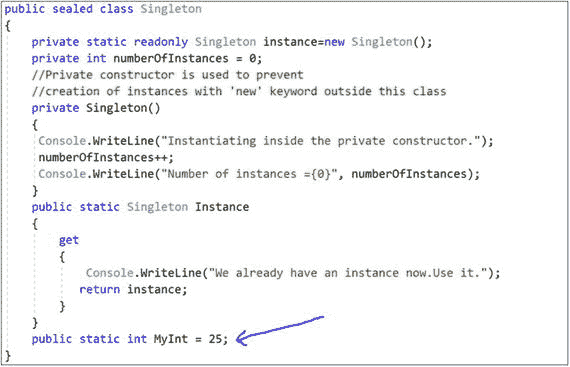 public sealed class Singleton
{
private static readonly Singleton instance=new Singleton();
private int numberOfInstances = 0;
//Private constructor is used to prevent
//creation of instances with 'new' keyword outside this class
private Singleton()
{
Console.WriteLine("Instantiating inside the private constructor.");
numberOfInstances++;
Console.WriteLine("Number of instances ={0}", numberOfInstances);
}
public static Singleton Instance
{
get
{
Console.WriteLine("We already have an instance now.Use it.");
return instance;
}
}
public static int MyInt = 25;
}